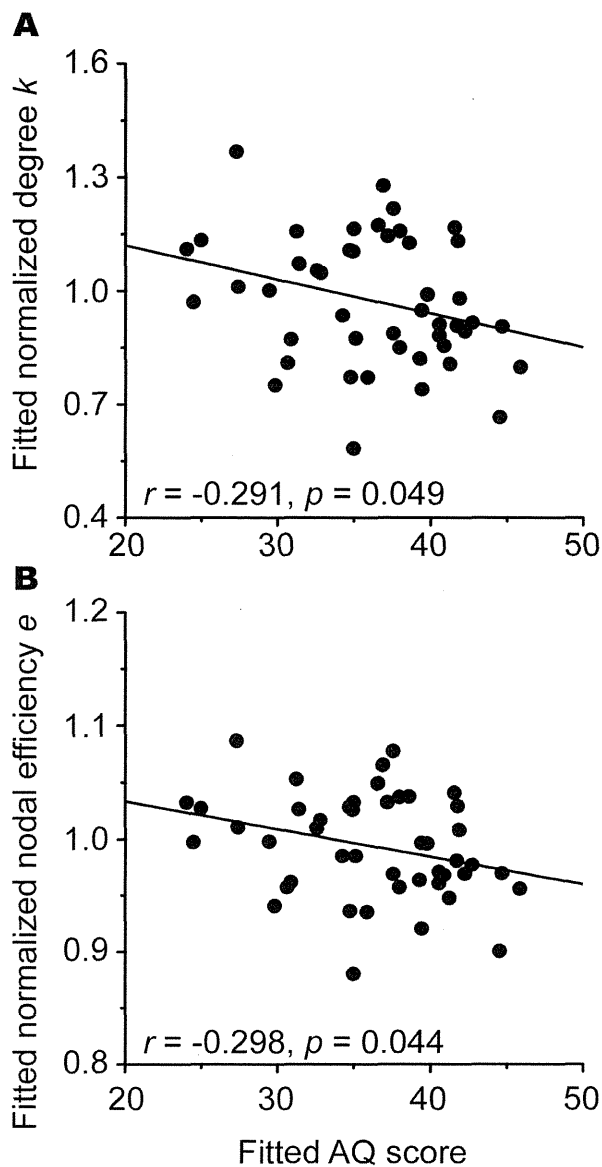 A
Fitted normalized degree k
1.6
1.3
1.0
0.7
0.4
r = -0.291, p = 0.049
20 30 40 50
B
Fitted normalized nodal efficiency e
1.2
1.1
1.0
0.9
0.8
r = -0.298, p = 0.044
20 30 40 50
Fitted AQ score